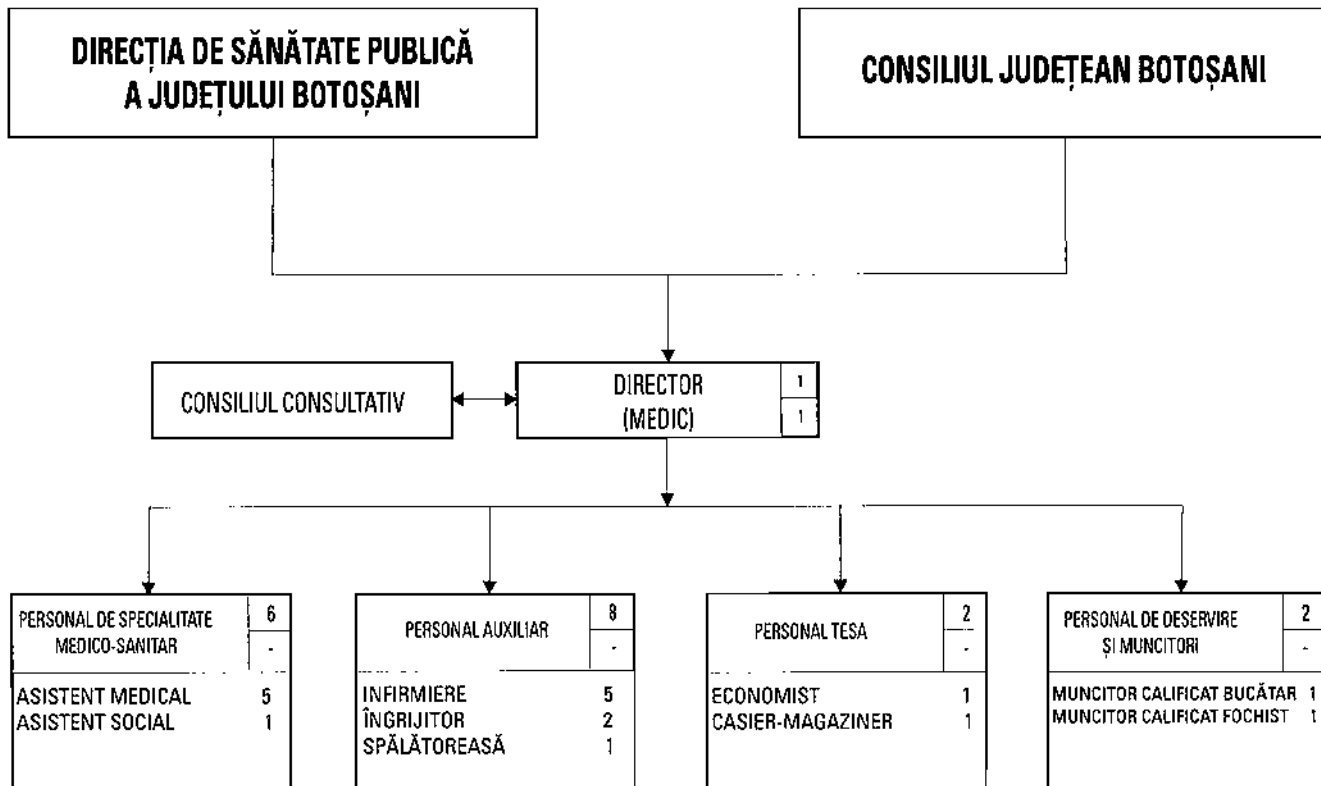 DIRECȚIA DE SĂNĂTATE PUBLICĂ
A JUDEȚULUI BOTOȘANI
CONSILIUL JUDEȚEAN BOTOȘANI
CONSILIUL CONSULTATIV
DIRECTOR
(MEDIC)
1
1
PERSONAL DE SPECIALITATE
MEDICO-SANITAR
6
-
ASISTENT MEDICAL 5
ASISTENT SOCIAL 1
PERSONAL AUXILIAR
8
-
INFIRMIERE 5
ÎNGRIJITOR 2
SPĂLĂTOREASĂ 1
PERSONAL TESA
2
-
ECONOMIST 1
CASIER-MAGAZINER 1
PERSONAL DE DESERVIRE
ȘI MUNCITORI
2
-
MUNCITOR CALIFICAT BUCĂTAR 1
MUNCITOR CALIFICAT FOCHIST 1